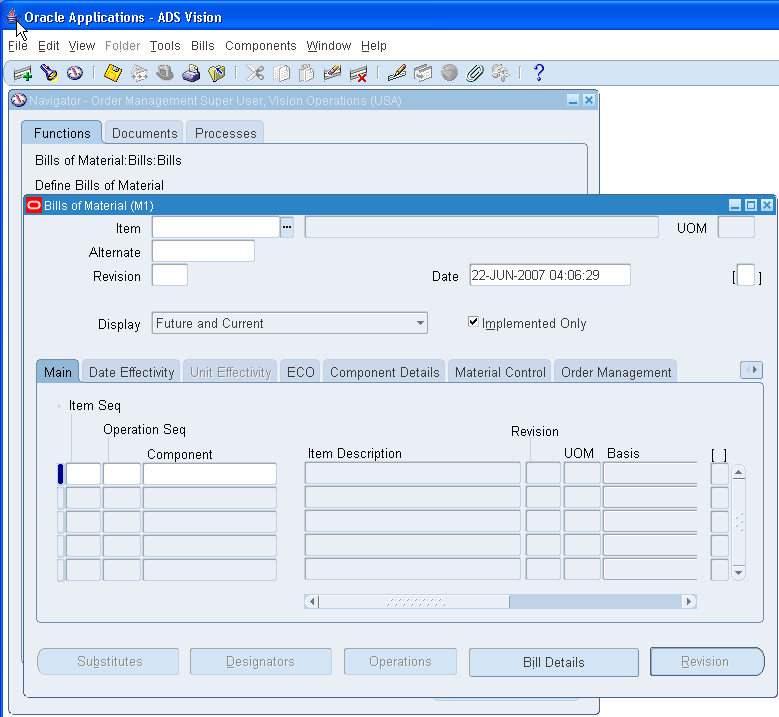 Oracle Applications - ADS Vision
File Edit View Folder Tools Bills Components Window Help
Navigator - Order Management Super User, Vision Operations (USA)
Functions Documents Processes
Bills of Material:Bills:Bills
Define Bills of Material
Bills of Material (M1)
Item UOM
Alternate
Revision Date 22-JUN-2007 04:06:29 [ ]
Display Future and Current Implemented Only
Main Date Effectivity Unit Effectivity ECO Component Details Material Control Order Management
Item Seq
Operation Seq Revision
Component Item Description UOM Basis [ ]
Substitutes Designators Operations Bill Details Revision